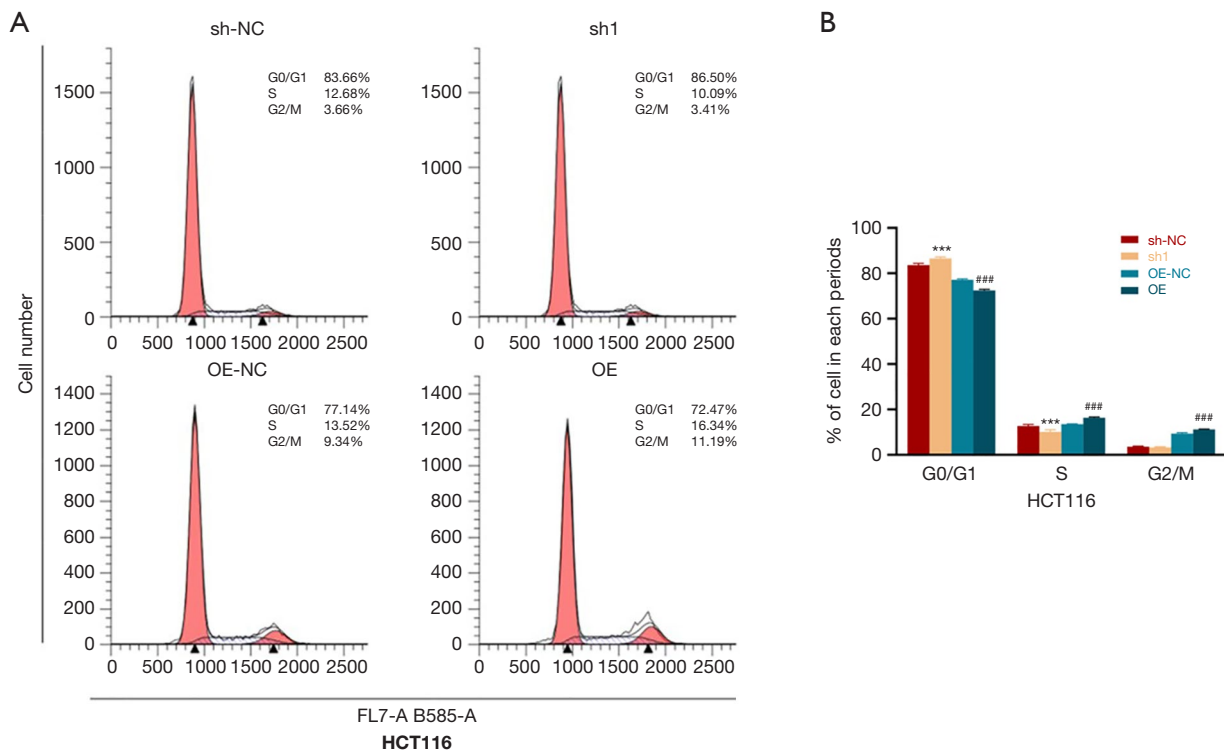 A
sh-NC
G0/G1 83.66%
S 12.68%
G2/M 3.66%
1500
1000
500
0
0 500 1000 1500 2000 2500
sh1
G0/G1 86.50%
S 10.09%
G2/M 3.41%
1500
1000
500
0
0 500 1000 1500 2000 2500
OE-NC
G0/G1 77.14%
S 13.52%
G2/M 9.34%
1400
1200
1000
800
600
400
200
0
0 500 1000 1500 2000 2500
OE
G0/G1 72.47%
S 16.34%
G2/M 11.19%
1400
1200
1000
800
600
400
200
0
0 500 1000 1500 2000 2500
Cell number
FL7-A B585-A
HCT116
B
% of cell in each periods
100
80
60
40
20
0
*** ###
*** ###
###
sh-NC
sh1
OE-NC
OE
G0/G1 S G2/M
HCT116